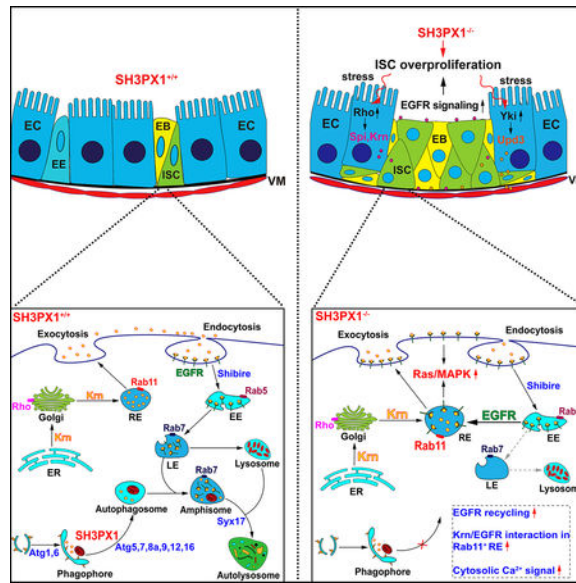 SH3PX1+/+
EC
EE
EB
ISC
EC
VM
SH3PX1-/-
ISC overproliferation
stress
stress
EGFR signaling
EC
Rho
Spi,Krn
EB
ISC
Yki
Upd3
EC
SH3PX1+/+
Exocytosis
Endocytosis
EGFR
Shibire
Rab11
Rab5
Rho
Golgi
Krn
RE
EE
Krn
Rab7
LE
Rab7
Lysosome
ER
Autophagosome
Amphisome
SH3PX1
Syx17
Atg1,6
Atg5,7,8a,9,12,16
Phagophore
Autolysosome
SH3PX1-/-
Exocytosis
Endocytosis
Ras/MAPK
Shibire
Rho
Golgi
Krn
RE
EGFR
EE
Rab11
Krn
Rab7
LE
ER
EGFR recycling
Krn/EGFR interaction in
Rab11+ RE
Cytosolic Ca2+ signal
Phagophore